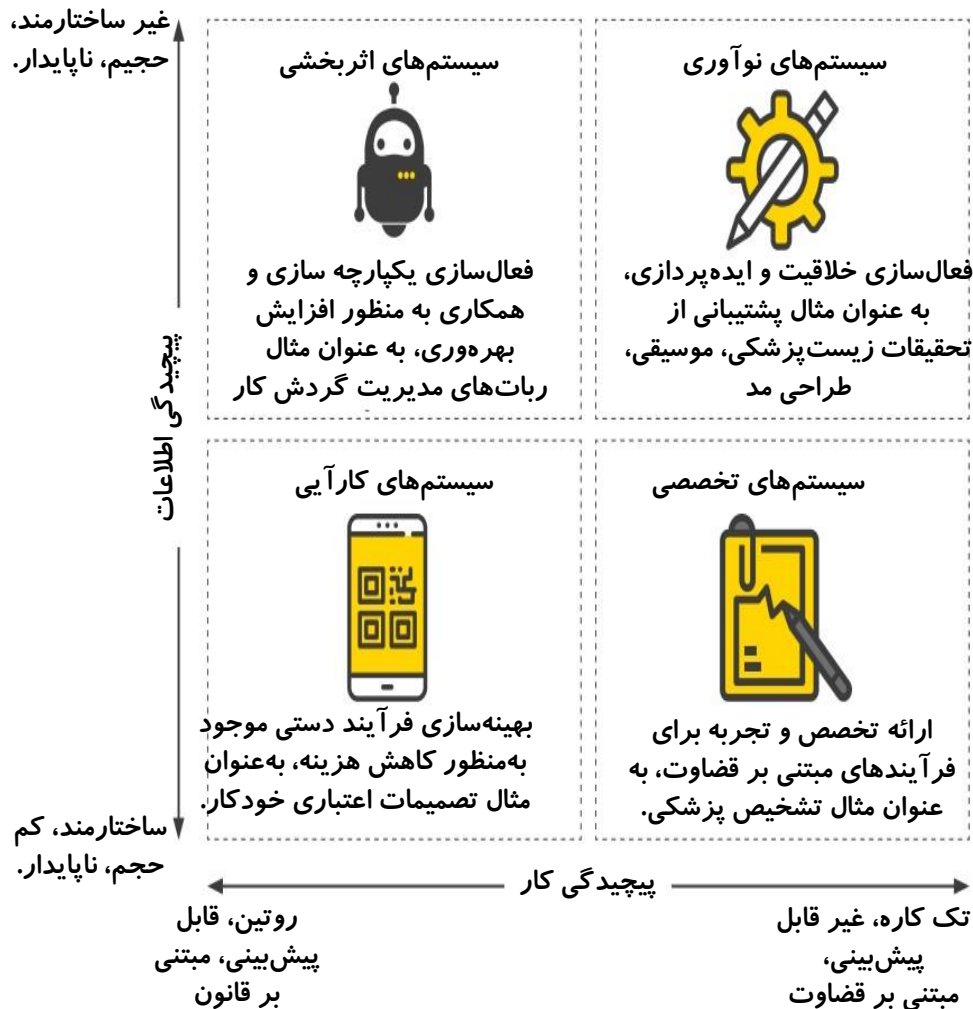 غیر ساختارمند،
حجیم، ناپایدار.
سیستم‌های نوآوری
فعال‌سازی خلاقیت و ایده‌پردازی،
به عنوان مثال پشتیبانی از
تحقیقات زیست‌پزشکی، موسیقی،
طراحی مد
سیستم‌های اثربخشی
فعال‌سازی یکپارچه سازی و
همکاری به منظور افزایش
بهره‌وری، به عنوان مثال
ربات‌های مدیریت گردش کار
پیچیدگی اطلاعات
سیستم‌های تخصصی
ارائه تخصص و تجربه برای
فرآیندهای مبتنی بر قضاوت، به
عنوان مثال تشخیص پزشکی.
سیستم‌های کارآیی
بهینه‌سازی فرآیند دستی موجود
به‌منظور کاهش هزینه، به‌عنوان
مثال تصمیمات اعتباری خودکار.
ساختارمند، کم
حجم، ناپایدار.
پیچیدگی کار
تک کاره، غیر قابل
پیش‌بینی،
مبتنی بر قضاوت
روتین، قابل
پیش‌بینی، مبتنی
بر قانون